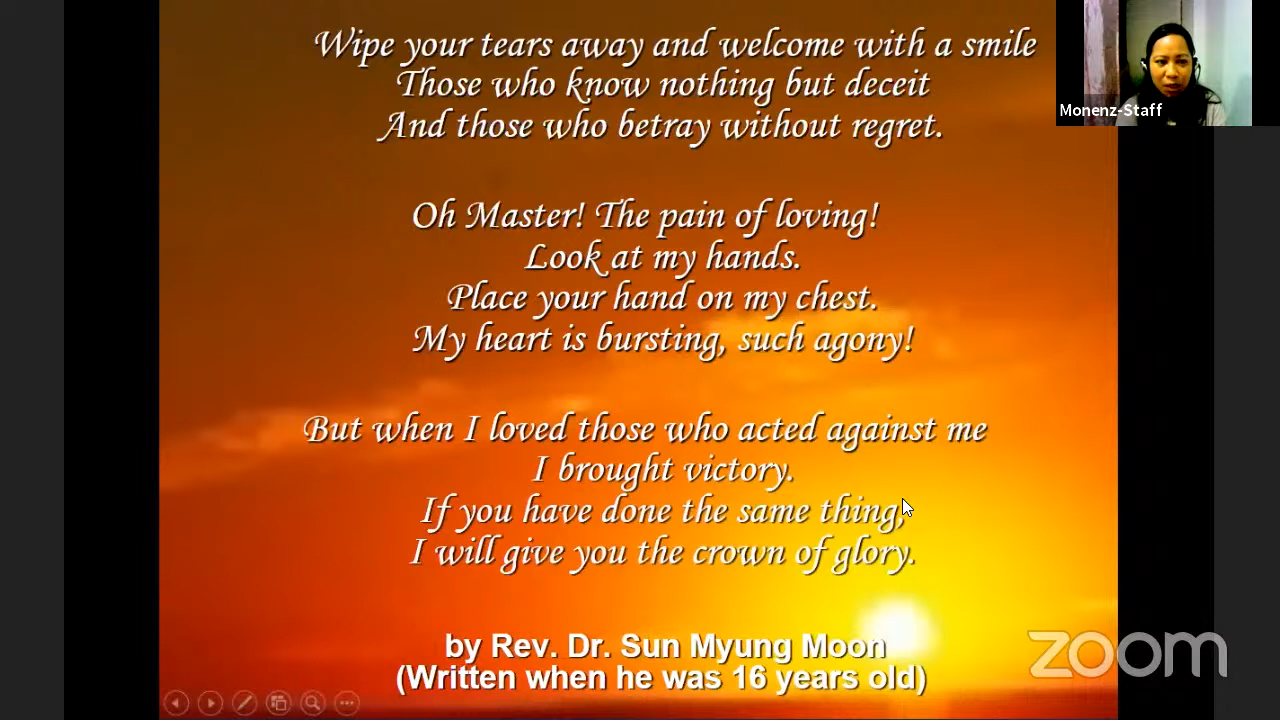 Wipe your tears away and welcome with a smile
Those who know nothing but deceit
And those who betray without regret.
Oh Master! The pain of loving!
Look at my hands.
Place your hand on my chest.
My heart is bursting, such agony!
But when I loved those who acted against me
I brought victory.
If you have done the same thing,
I will give you the crown of glory.
by Rev. Dr. Sun Myung Moon
(Written when he was 16 years old)
Monenz-Staff
zoom